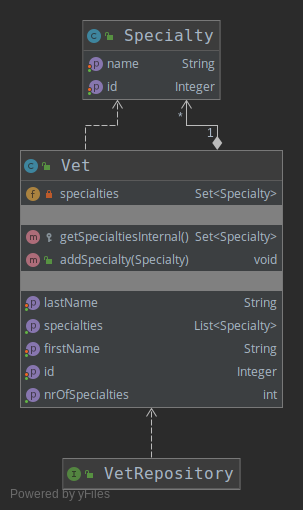 C Specialty
p name String
p id Integer
* 1
C Vet
f specialties Set<Specialty>
m getSpecialtiesInternal() Set<Specialty>
m addSpecialty(Specialty) void
p lastName String
p specialties List<Specialty>
p firstName String
p id Integer
p nrOfSpecialties int
I VetRepository
Powered by yFiles